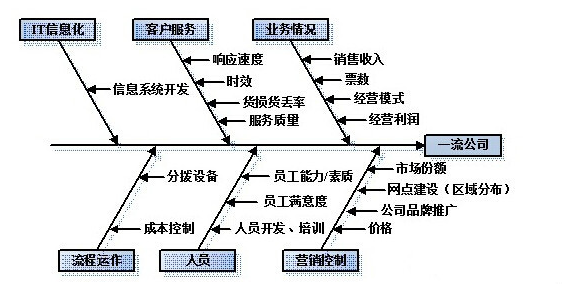 IT信息化
客户服务
业务情况
响应速度
销售收入
时效
票数
信息系统开发
货损货丢率
经营模式
服务质量
经营利润
一流公司
分拨设备
员工能力/素质
市场份额
网点建设（区域分布）
员工满意度
公司品牌推广
成本控制
人员开发、培训
价格
流程运作
人员
营销控制